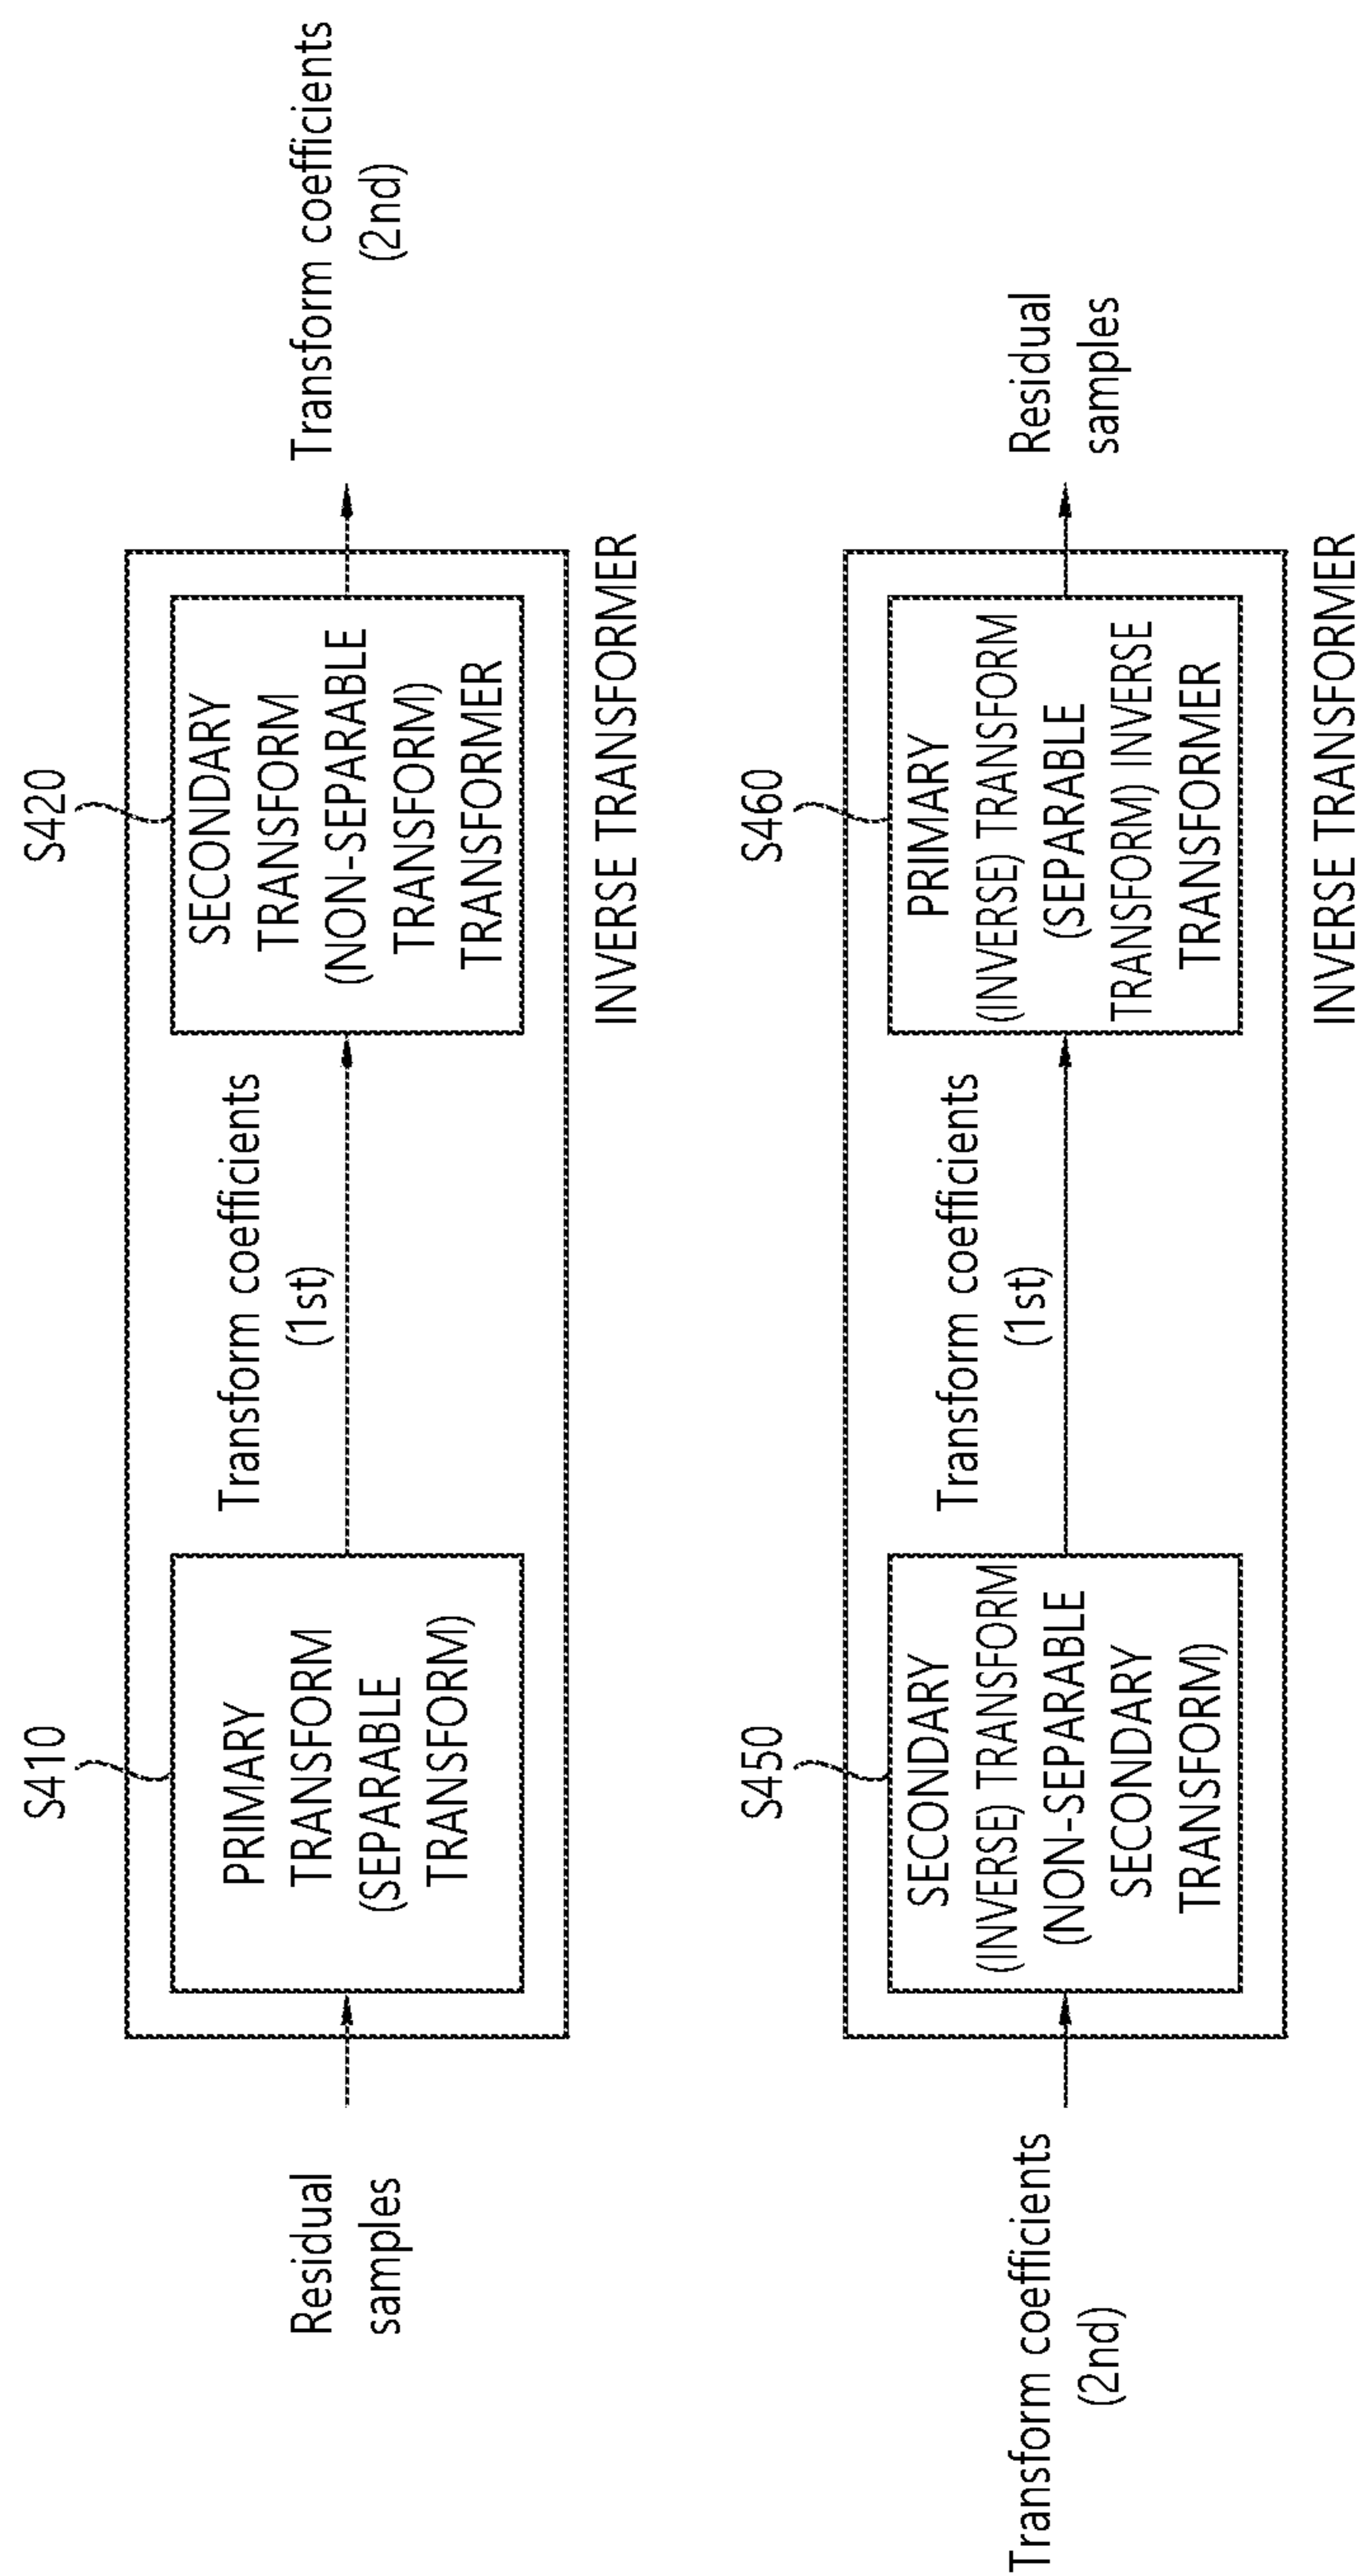 S410
S420
Residual
samples
PRIMARY
TRANSFORM
(SEPARABLE
TRANSFORM)
Transform coefficients
(1st)
SECONDARY
TRANSFORM
(NON-SEPARABLE
TRANSFORM)
TRANSFORMER
Transform coefficients
(2nd)
INVERSE TRANSFORMER
S450
S460
Transform coefficients
(2nd)
SECONDARY
(INVERSE) TRANSFORM
(NON-SEPARABLE
SECONDARY
TRANSFORM)
Transform coefficients
(1st)
PRIMARY
(INVERSE) TRANSFORM
(SEPARABLE
TRANSFORM) INVERSE
TRANSFORMER
Residual
samples
INVERSE TRANSFORMER